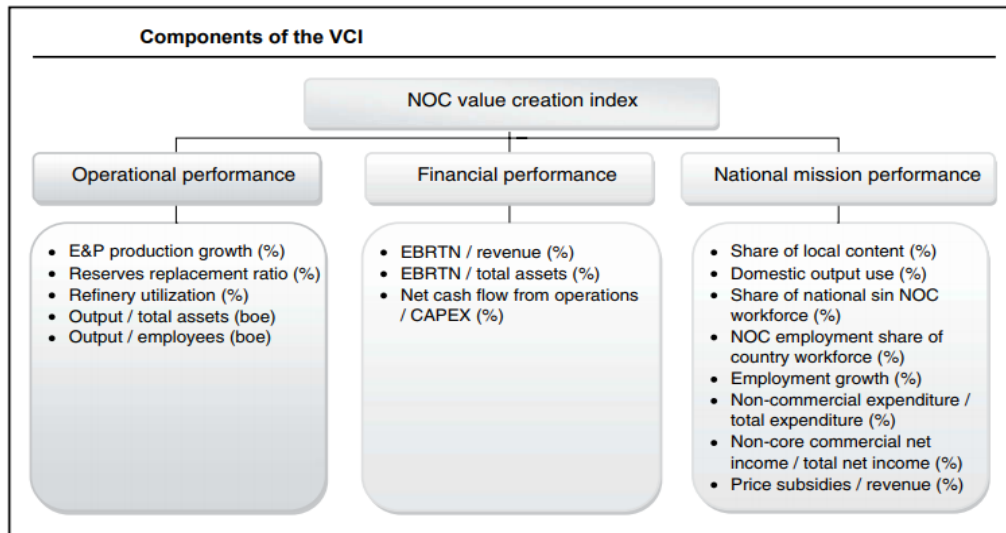 Components of the VCI
NOC value creation index
Operational performance
Financial performance
National mission performance
• E&P production growth (%)
• Reserves replacement ratio (%)
• Refinery utilization (%)
• Output / total assets (boe)
• Output / employees (boe)
• EBRTN / revenue (%)
• EBRTN / total assets (%)
• Net cash flow from operations
/ CAPEX (%)
• Share of local content (%)
• Domestic output use (%)
• Share of national sin NOC
workforce (%)
• NOC employment share of
country workforce (%)
• Employment growth (%)
• Non-commercial expenditure /
total expenditure (%)
• Non-core commercial net
income / total net income (%)
• Price subsidies / revenue (%)